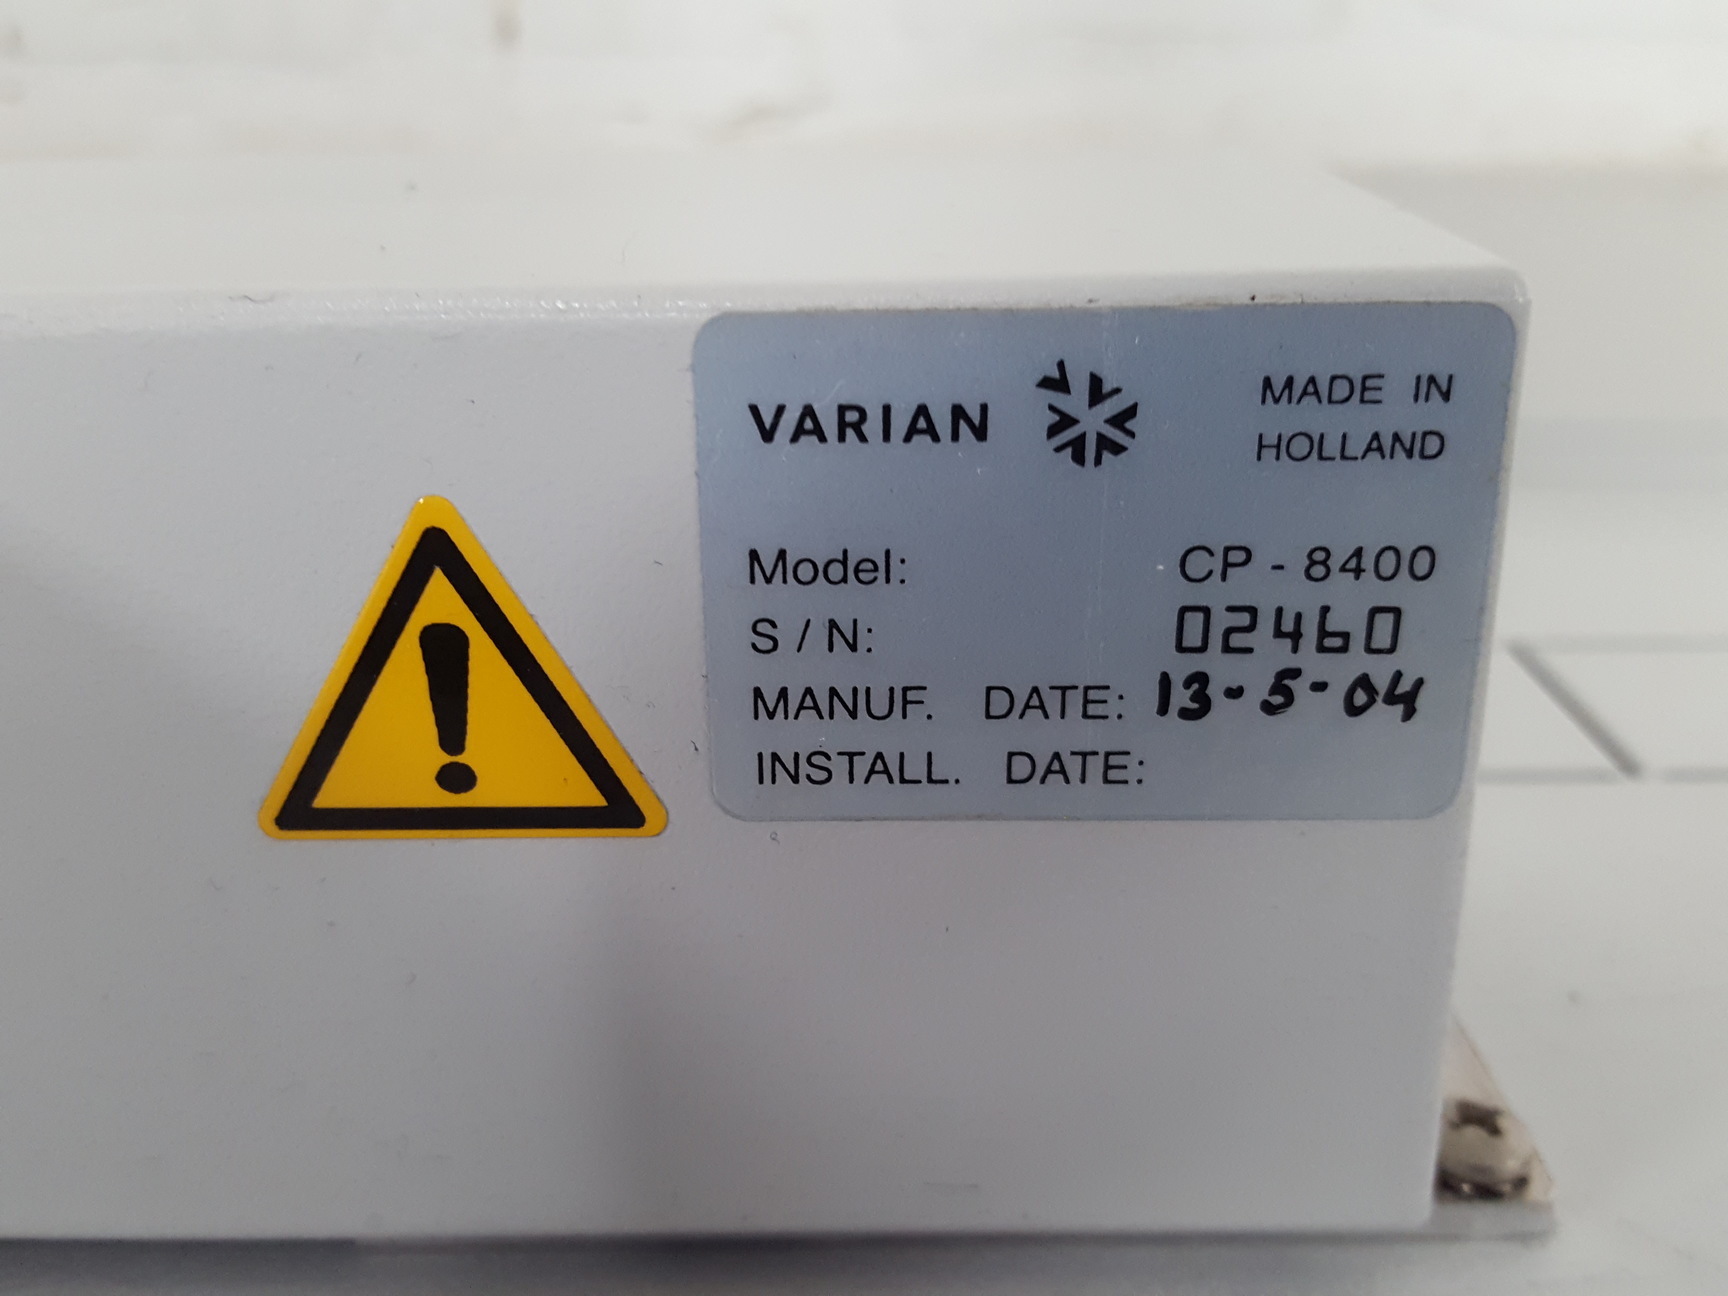 VARIAN
MADE IN
HOLLAND
Model: CP - 8400
S / N: 02460
MANUF. DATE: 13-5-04
INSTALL. DATE: